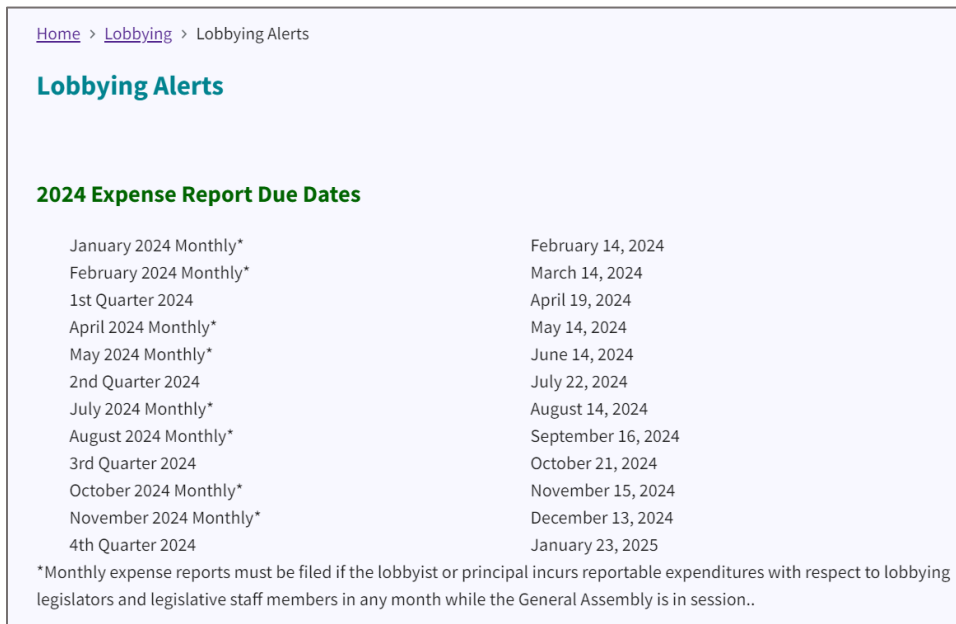 Home > Lobbying > Lobbying Alerts
Lobbying Alerts
2024 Expense Report Due Dates
January 2024 Monthly* February 14, 2024
February 2024 Monthly* March 14, 2024
1st Quarter 2024 April 19, 2024
April 2024 Monthly* May 14, 2024
May 2024 Monthly* June 14, 2024
2nd Quarter 2024 July 22, 2024
July 2024 Monthly* August 14, 2024
August 2024 Monthly* September 16, 2024
3rd Quarter 2024 October 21, 2024
October 2024 Monthly* November 15, 2024
November 2024 Monthly* December 13, 2024
4th Quarter 2024 January 23, 2025
*Monthly expense reports must be filed if the lobbyist or principal incurs reportable expenditures with respect to lobbying
legislators and legislative staff members in any month while the General Assembly is in session..